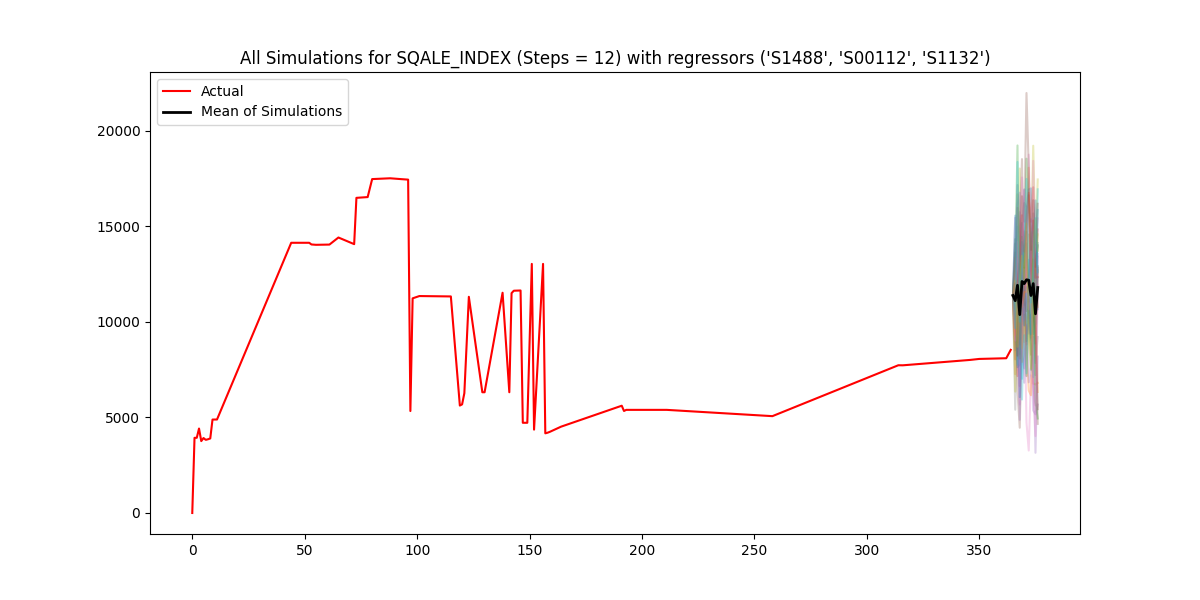 All Simulations for SQALE_INDEX (Steps = 12) with regressors ('S1488', 'S00112', 'S1132')
Actual
Mean of Simulations
20000
15000
10000
5000
0
0 50 100 150 200 250 300 350